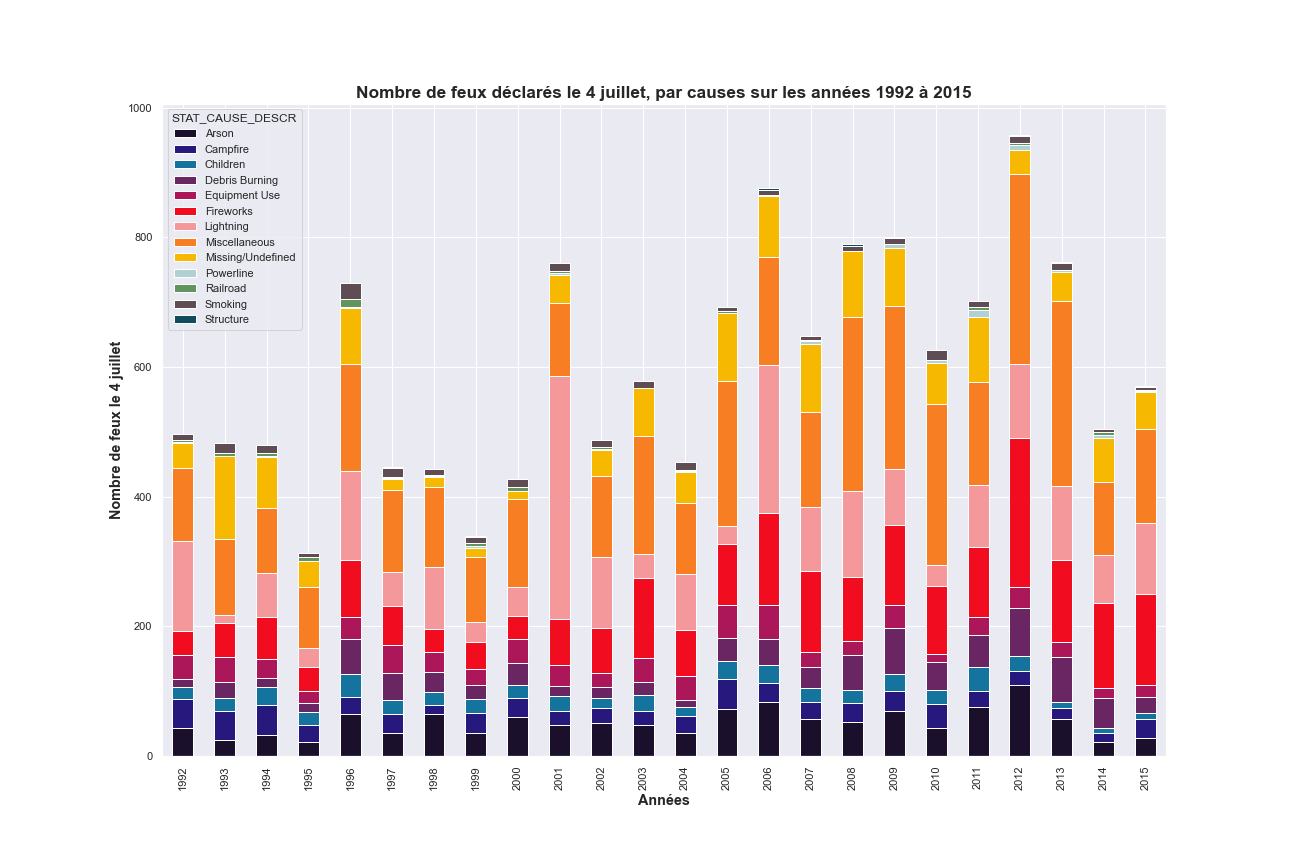 Nombre de feux déclarés le 4 juillet, par causes sur les années 1992 à 2015
1000
800
600
400
200
0
Nombre de feux le 4 juillet
STAT_CAUSE_DESCR
Arson
Campfire
Children
Debris Burning
Equipment Use
Fireworks
Lightning
Miscellaneous
Missing/Undefined
Powerline
Railroad
Smoking
Structure
1992 1993 1994 1995 1996 1997 1998 1999 2000 2001 2002 2003 2004 2005 2006 2007 2008 2009 2010 2011 2012 2013 2014 2015
Années